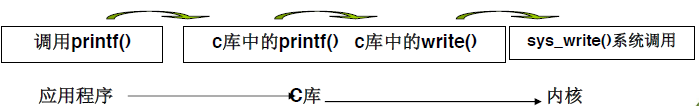 调用printf() c库中的printf() c库中的write() sys_write()系统调用
应用程序 C库 内核